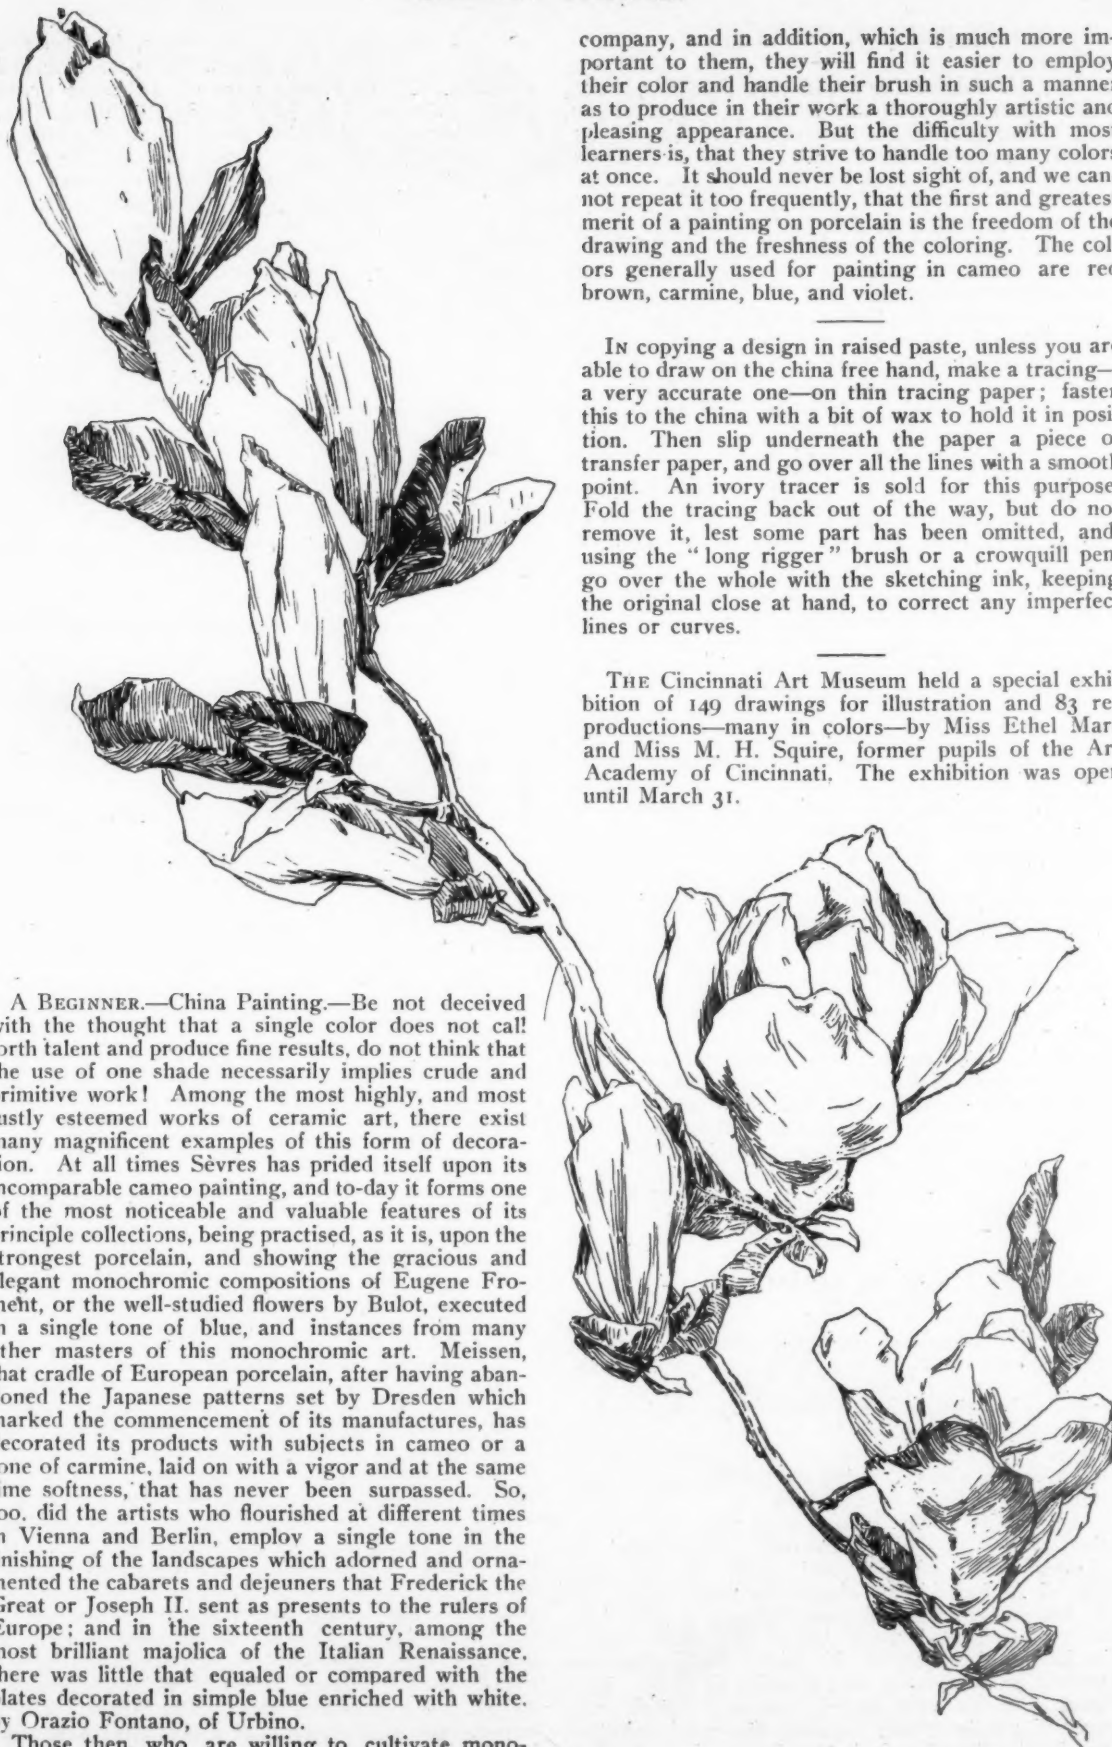 A BEGINNER.—China Painting.—Be not deceived
with the thought that a single color does not call
orth talent and produce fine results, do not think that
he use of one shade necessarily implies crude and
rimitive work! Among the most highly, and most
ustly esteemed works of ceramic art, there exist
many magnificent examples of this form of decora-
ion. At all times Sèvres has prided itself upon its
ncomparable cameo painting, and to-day it forms one
of the most noticeable and valuable features of its
rinciple collections, being practised, as it is, upon the
trongest porcelain, and showing the gracious and
legant monochromic compositions of Eugene Fro-
ment, or the well-studied flowers by Bulot, executed
n a single tone of blue, and instances from many
ther masters of this monochromic art. Meissen,
hat cradle of European porcelain, after having aban-
oned the Japanese patterns set by Dresden which
marked the commencement of its manufactures, has
ecorated its products with subjects in cameo or a
one of carmine, laid on with a vigor and at the same
ime softness, that has never been surpassed. So,
oo, did the artists who flourished at different times
n Vienna and Berlin, employ a single tone in the
nishing of the landscapes which adorned and orna-
mented the cabarets and dejeuners that Frederick the
Great or Joseph II. sent as presents to the rulers of
Europe; and in the sixteenth century, among the
most brilliant majolica of the Italian Renaissance,
here was little that equaled or compared with the
lates decorated in simple blue enriched with white,
y Orazio Fontano, of Urbino.
Those then, who are willing to cultivate mono-
company, and in addition, which is much more im-
portant to them, they will find it easier to employ
their color and handle their brush in such a manner
as to produce in their work a thoroughly artistic and
pleasing appearance. But the difficulty with most
learners is, that they strive to handle too many colors
at once. It should never be lost sight of, and we can
not repeat it too frequently, that the first and greates
merit of a painting on porcelain is the freedom of the
drawing and the freshness of the coloring. The col
ors generally used for painting in cameo are red
brown, carmine, blue, and violet.
IN copying a design in raised paste, unless you are
able to draw on the china free hand, make a tracing—
a very accurate one—on thin tracing paper; fasten
this to the china with a bit of wax to hold it in posi
tion. Then slip underneath the paper a piece o
transfer paper, and go over all the lines with a smooth
point. An ivory tracer is sold for this purpose
Fold the tracing back out of the way, but do no
remove it, lest some part has been omitted, and
using the "long rigger" brush or a crowquill pen
go over the whole with the sketching ink, keeping
the original close at hand, to correct any imperfec
lines or curves.
THE Cincinnati Art Museum held a special exhi
bition of 149 drawings for illustration and 83 re
productions—many in colors—by Miss Ethel Mar
and Miss M. H. Squire, former pupils of the Ar
Academy of Cincinnati. The exhibition was open
until March 31.